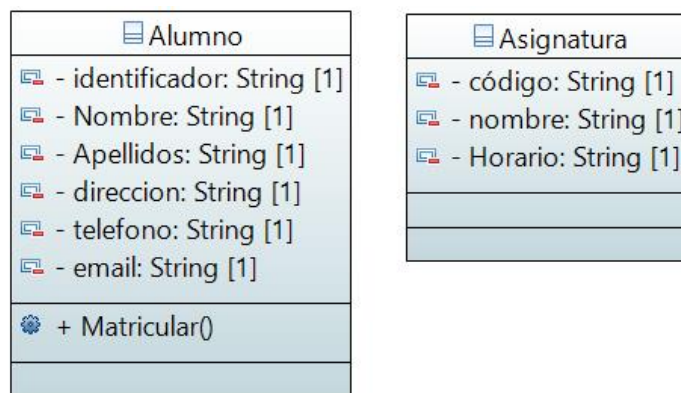 Alumno
- identificador: String [1]
- Nombre: String [1]
- Apellidos: String [1]
- direccion: String [1]
- telefono: String [1]
- email: String [1]
+ Matricular()
Asignatura
- código: String [1]
- nombre: String [1]
- Horario: String [1]